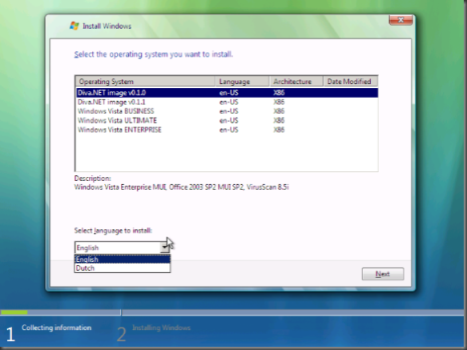 Install Windows
Select the operating system you want to install.
Operating System Language Architecture Date Modified
Diva.NET image v0.1.0 en-US X86
Diva.NET image v0.1.1 en-US X86
Windows Vista BUSINESS en-US X86
Windows Vista ULTIMATE en-US X86
Windows Vista ENTERPRISE en-US X86
Description:
Windows Vista Enterprise MUI, Office 2003 SP2 MUI SP2, VirusScan 8.5i
Select language to install:
English
English
Dutch
Next
1 Collecting information 2 Installing Windows